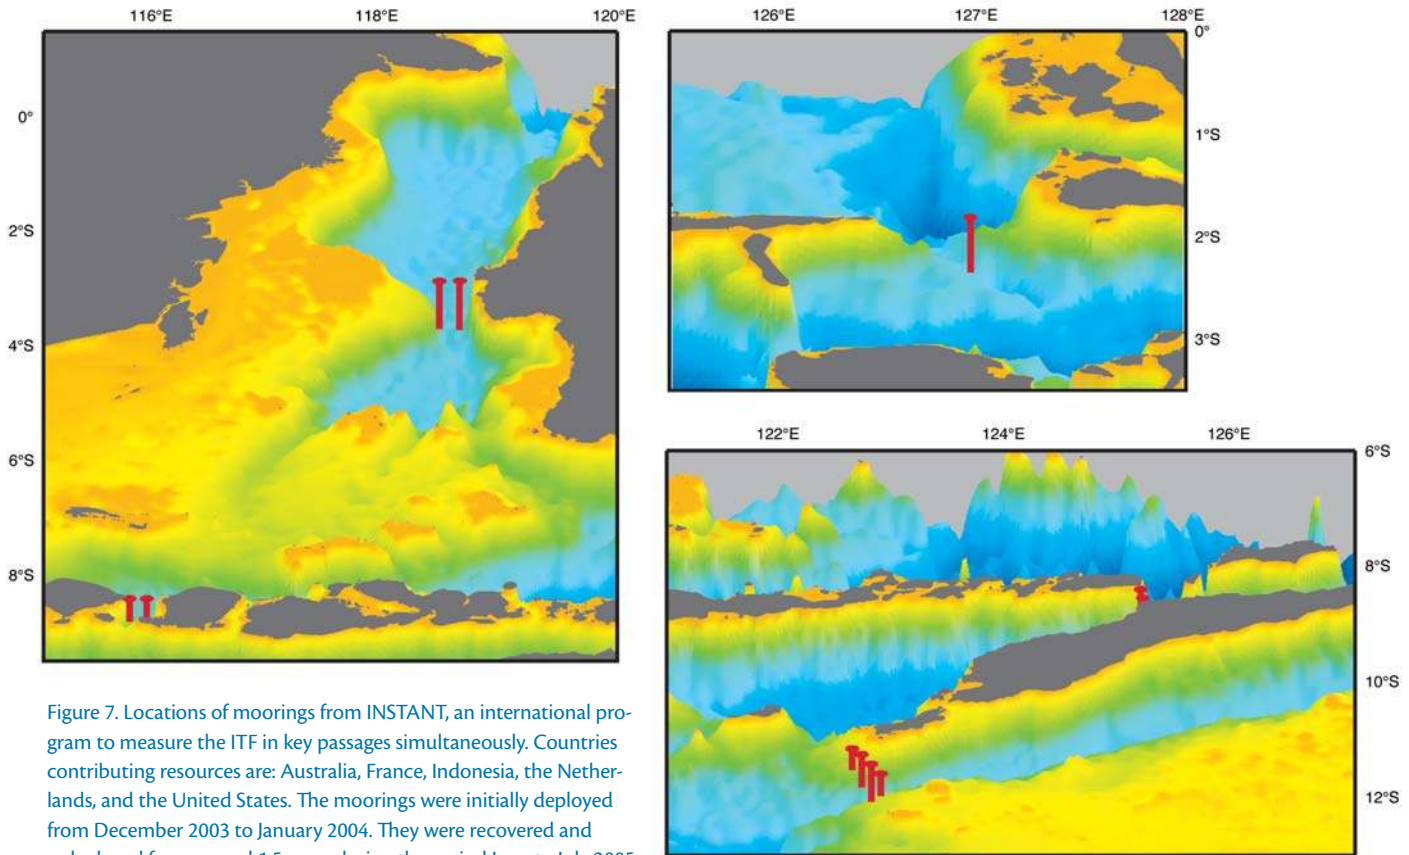 116°E 118°E 120°E
0°
2°S
4°S
6°S
8°S
126°E 127°E 128°E
0°
1°S
2°S
3°S
122°E 124°E 126°E
6°S
8°S
10°S
12°S
Figure 7. Locations of moorings from INSTANT, an international pro-
gram to measure the ITF in key passages simultaneously. Countries
contributing resources are: Australia, France, Indonesia, the Nether-
lands, and the United States. The moorings were initially deployed
from December 2003 to January 2004. They were recovered and